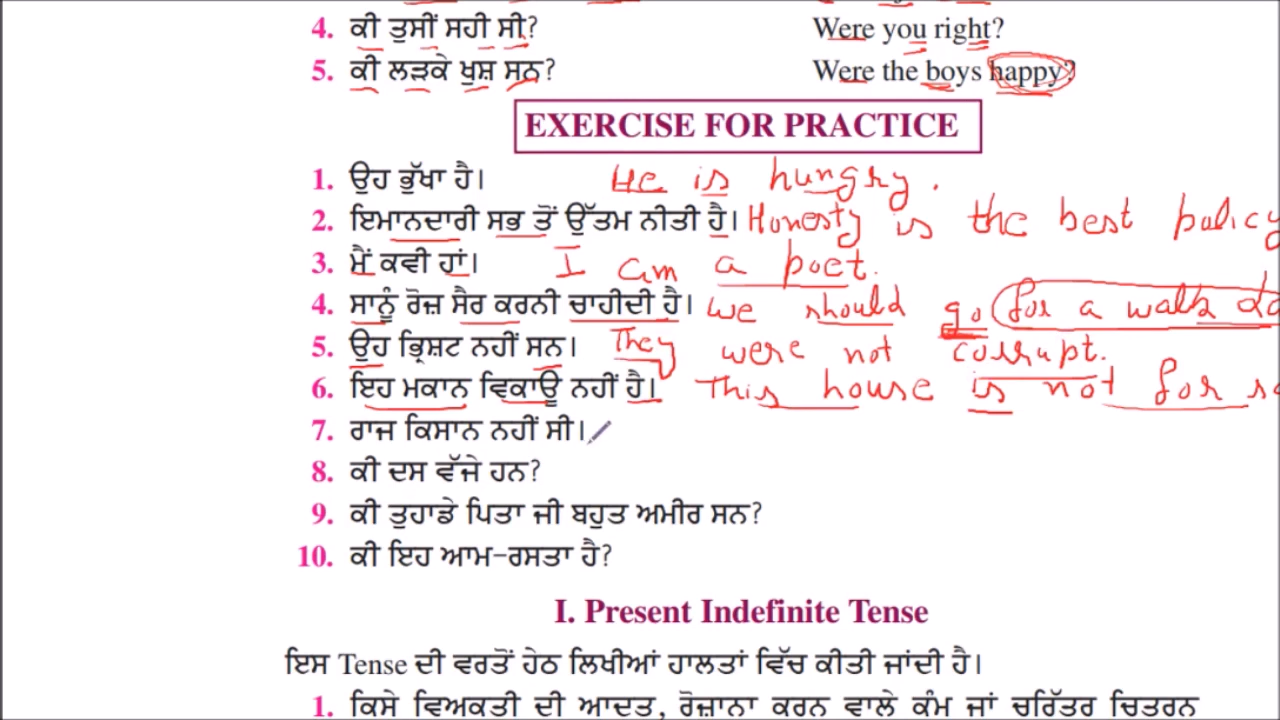 4. ਕੀ ਤੁਸੀਂ ਸਹੀ ਸੀ? Were you right?
5. ਕੀ ਲੜਕੇ ਖੁਸ਼ ਸਨ? Were the boys happy?
EXERCISE FOR PRACTICE
1. ਉਹ ਭੁੱਖਾ ਹੈ। He is hungry.
2. ਇਮਾਨਦਾਰੀ ਸਭ ਤੋਂ ਉੱਤਮ ਨੀਤੀ ਹੈ। Honesty is the best policy
3. ਮੈਂ ਕਵੀ ਹਾਂ। I am a poet.
4. ਸਾਨੂੰ ਰੋਜ਼ ਸੈਰ ਕਰਨੀ ਚਾਹੀਦੀ ਹੈ। we should go for a walk
5. ਉਹ ਭ੍ਰਿਸ਼ਟ ਨਹੀਂ ਸਨ। They were not corrupt.
6. ਇਹ ਮਕਾਨ ਵਿਕਾਊ ਨਹੀਂ ਹੈ। This house is not for
7. ਰਾਜ ਕਿਸਾਨ ਨਹੀਂ ਸੀ।
8. ਕੀ ਦਸ ਵੱਜੇ ਹਨ?
9. ਕੀ ਤੁਹਾਡੇ ਪਿਤਾ ਜੀ ਬਹੁਤ ਅਮੀਰ ਸਨ?
10. ਕੀ ਇਹ ਆਮ-ਰਸਤਾ ਹੈ?
I. Present Indefinite Tense
ਇਸ Tense ਦੀ ਵਰਤੋਂ ਹੇਠ ਲਿਖੀਆਂ ਹਾਲਤਾਂ ਵਿੱਚ ਕੀਤੀ ਜਾਂਦੀ ਹੈ।
1. ਕਿਸੇ ਵਿਅਕਤੀ ਦੀ ਆਦਤ, ਰੋਜ਼ਾਨਾ ਕਰਨ ਵਾਲੇ ਕੰਮ ਜਾਂ ਚਰਿੱਤਰ ਚਿਤਰਨ